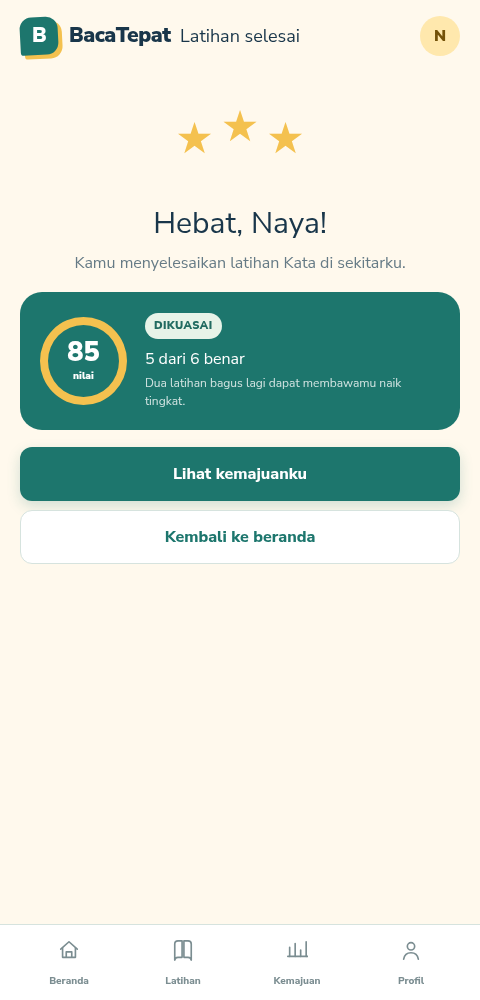 B BacaTepat Latihan selesai N
Hebat, Naya!
Kamu menyelesaikan latihan Kata di sekitarku.
85
nilai
DIKUASAI
5 dari 6 benar
Dua latihan bagus lagi dapat membawamu naik
tingkat.
Lihat kemajuanku
Kembali ke beranda
Beranda Latihan Kemajuan Profil